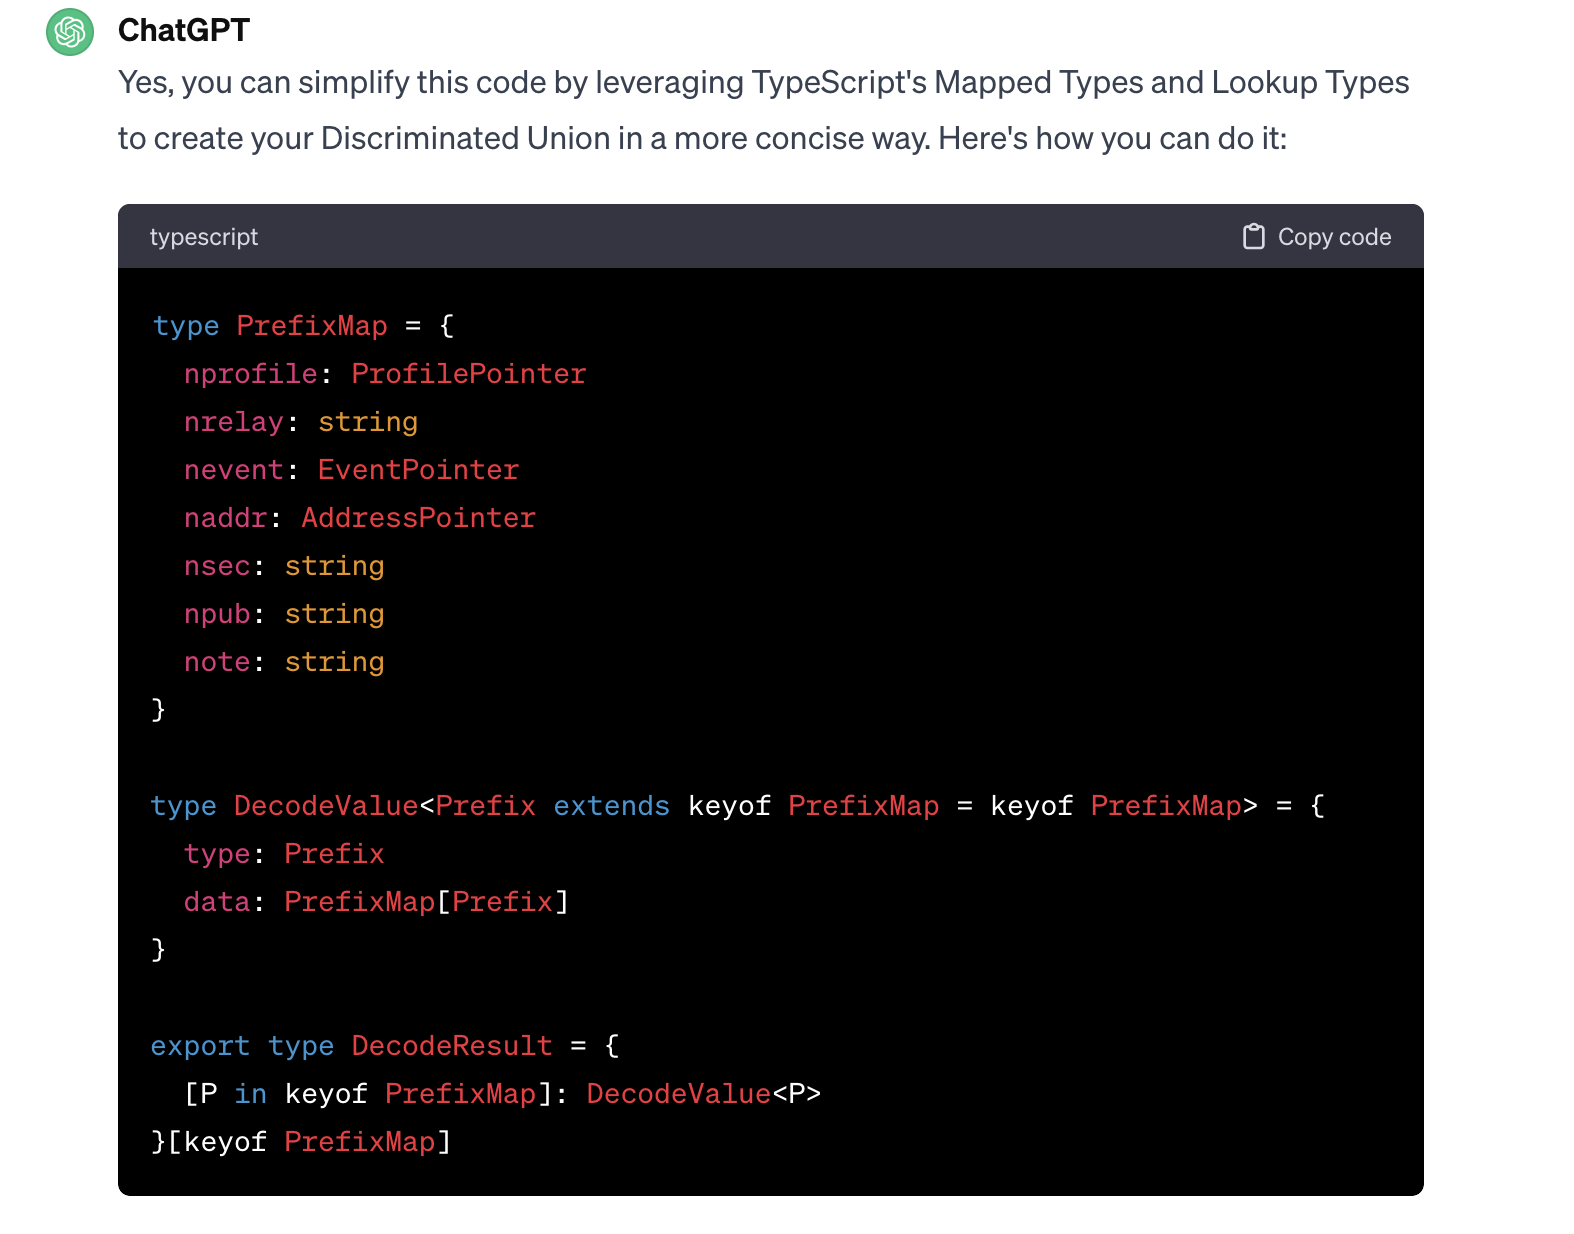 ChatGPT
Yes, you can simplify this code by leveraging TypeScript's Mapped Types and Lookup Types
to create your Discriminated Union in a more concise way. Here's how you can do it:
typescript
Copy code
type PrefixMap = {
  nprofile: ProfilePointer
  nrelay: string
  nevent: EventPointer
  naddr: AddressPointer
  nsec: string
  npub: string
  note: string
}
type DecodeValue<Prefix extends keyof PrefixMap = keyof PrefixMap> = {
  type: Prefix
  data: PrefixMap[Prefix]
}
export type DecodeResult = {
  [P in keyof PrefixMap]: DecodeValue<P>
}[keyof PrefixMap]